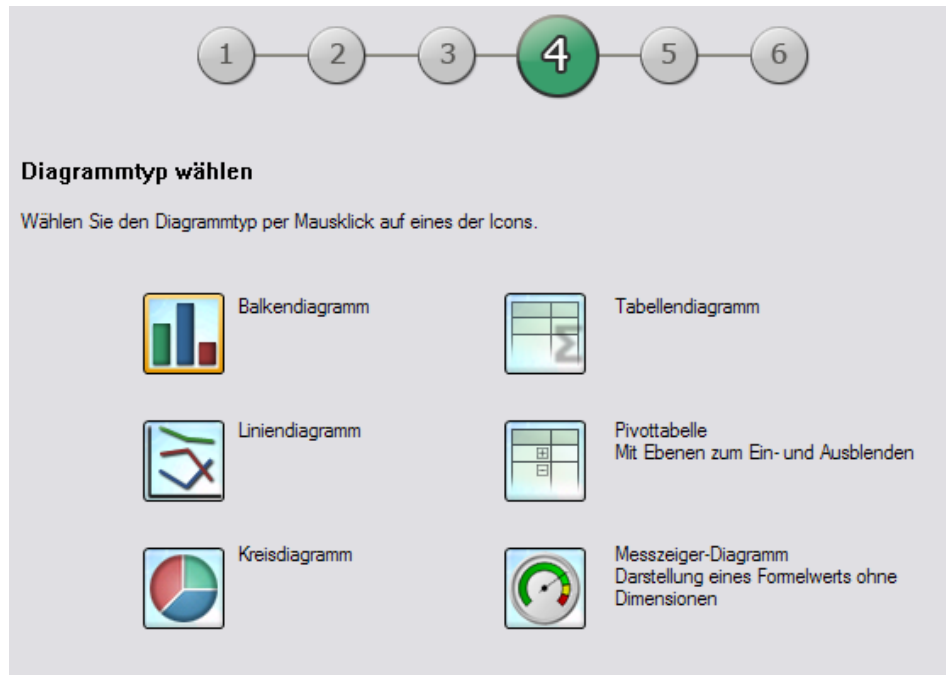 1 2 3 4 5 6
Diagrammtyp wählen
Wählen Sie den Diagrammtyp per Mausklick auf eines der Icons.
Balkendiagramm
Tabellendiagramm
Liniendiagramm
Pivottabelle
Mit Ebenen zum Ein- und Ausblenden
Kreisdiagramm
Messzeiger-Diagramm
Darstellung eines Formelwerts ohne
Dimensionen